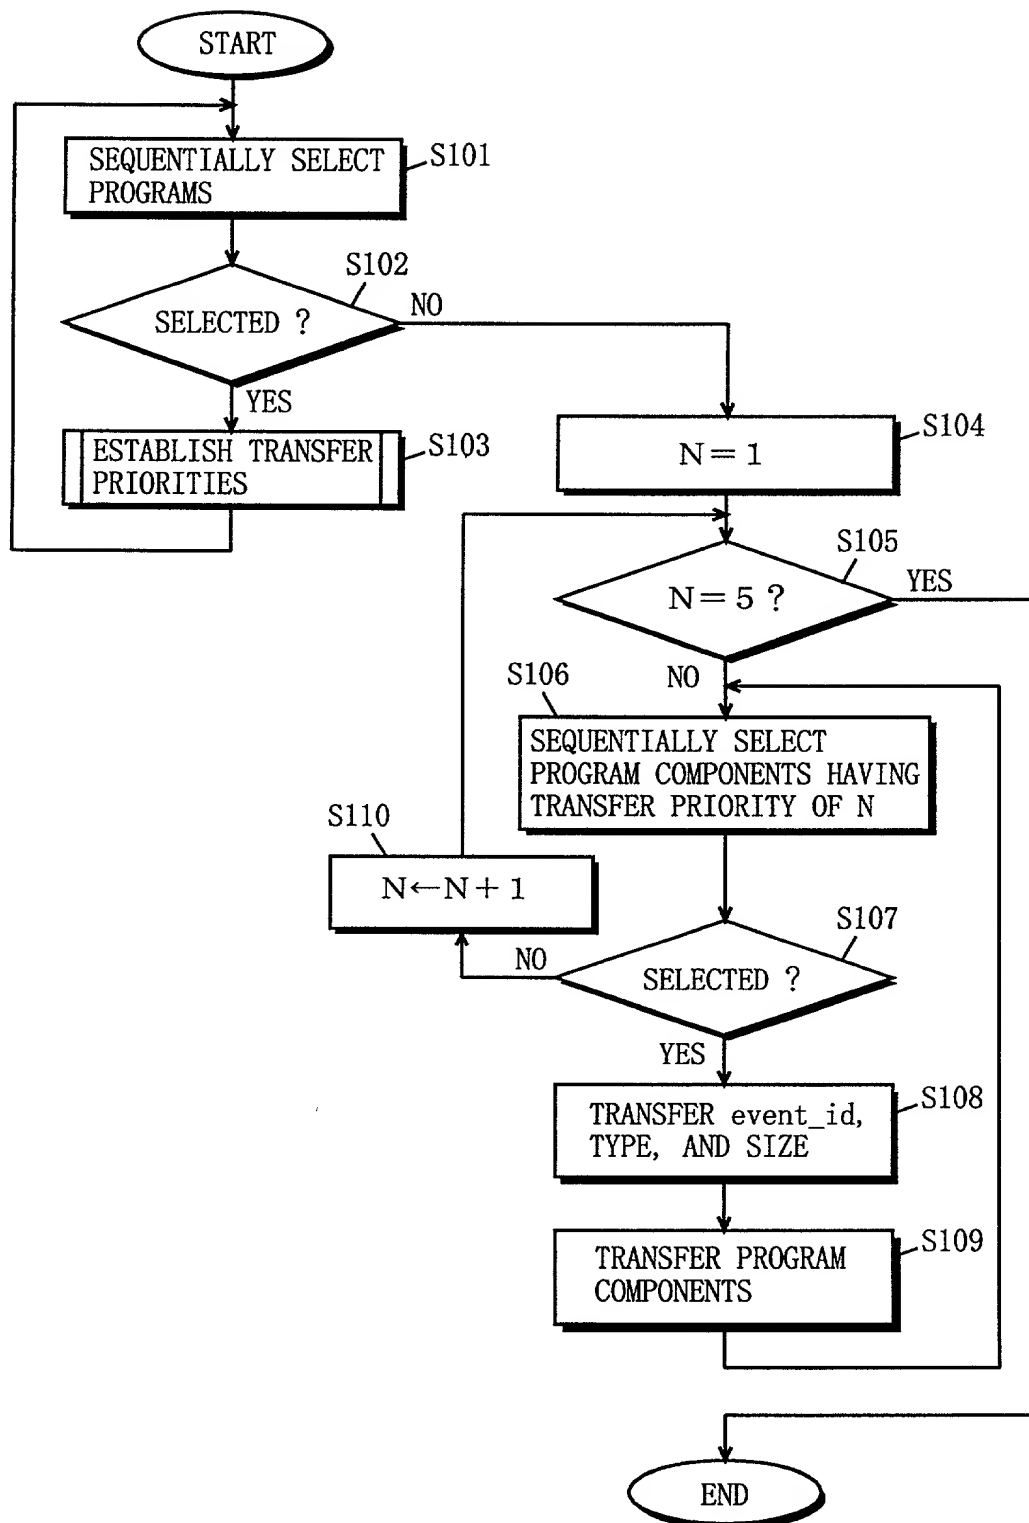 START
SEQUENTIALLY SELECT
PROGRAMS
S101
S102
SELECTED ?
NO
YES
ESTABLISH TRANSFER
PRIORITIES
S103
N=1
S104
S105
N=5 ?
YES
NO
S106
SEQUENTIALLY SELECT
PROGRAM COMPONENTS HAVING
TRANSFER PRIORITY OF N
S110
N←N+1
S107
SELECTED ?
NO
YES
TRANSFER event_id,
TYPE, AND SIZE
S108
TRANSFER PROGRAM
COMPONENTS
S109
END